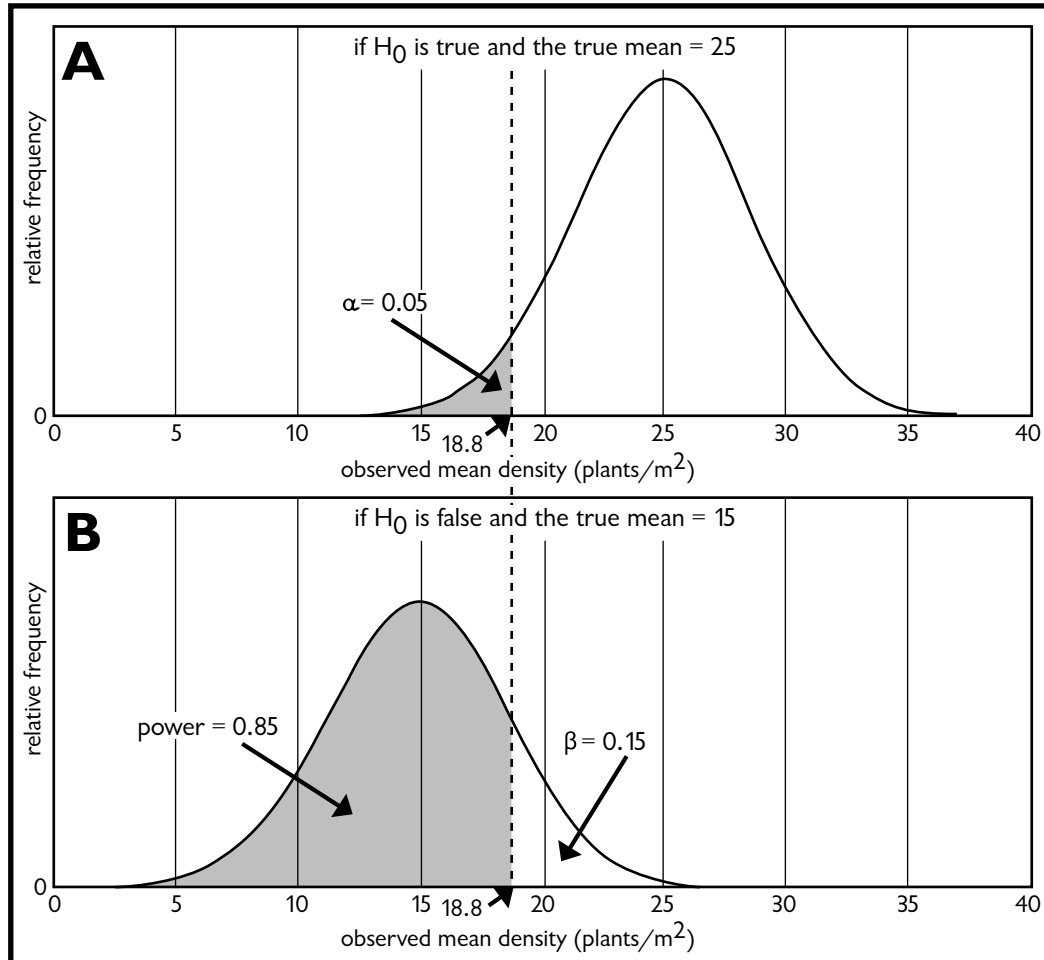 A
if H0 is true and the true mean = 25
relative frequency
α= 0.05
0
0 5 10 15 20 25 30 35 40
18.8
observed mean density (plants/m2)
B
if H0 is false and the true mean = 15
relative frequency
power = 0.85
β= 0.15
0
0 5 10 15 20 25 30 35 40
18.8
observed mean density (plants/m2)